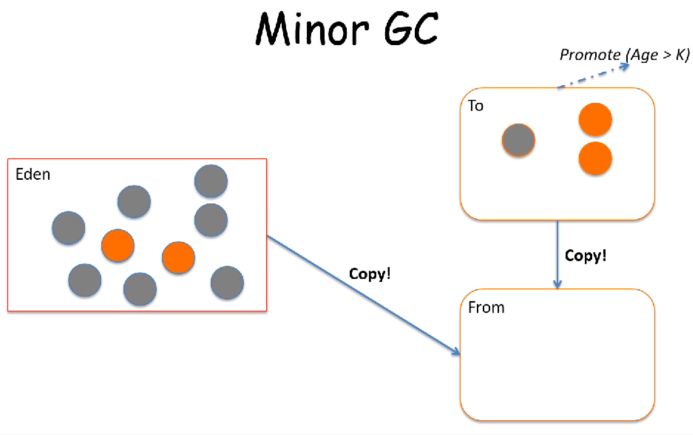 Minor GC
Promote (Age > K)
To
Eden
Copy!
Copy!
From